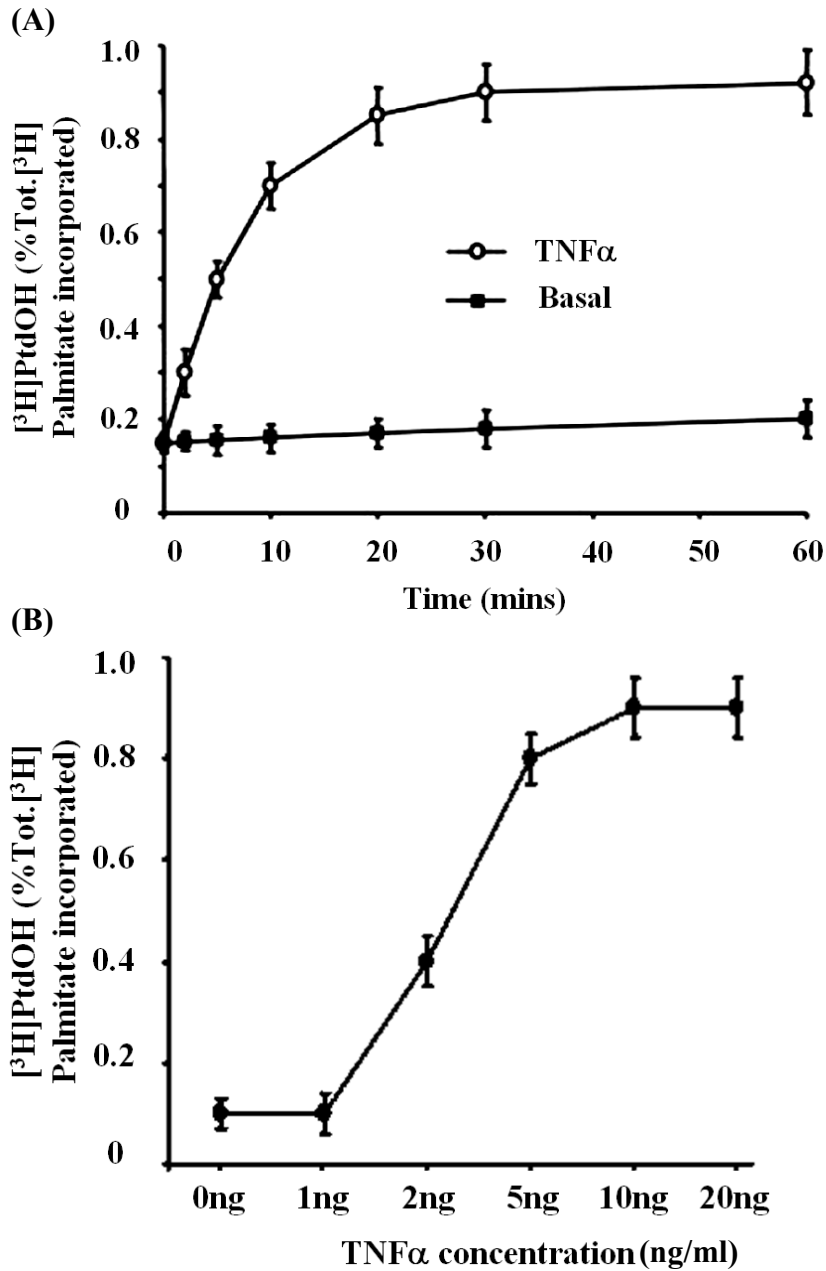 (A)
[³H]PtdOH (%Tot.[³H]
Palmitate incorporated)
1.0
0.8
0.6
0.4
0.2
0
TNFα
Basal
0 10 20 30 40 50 60
Time (mins)
(B)
[³H]PtdOH (%Tot.[³H]
Palmitate incorporated)
1.0
0.8
0.6
0.4
0.2
0
0ng 1ng 2ng 5ng 10ng 20ng
TNFα concentration (ng/ml)